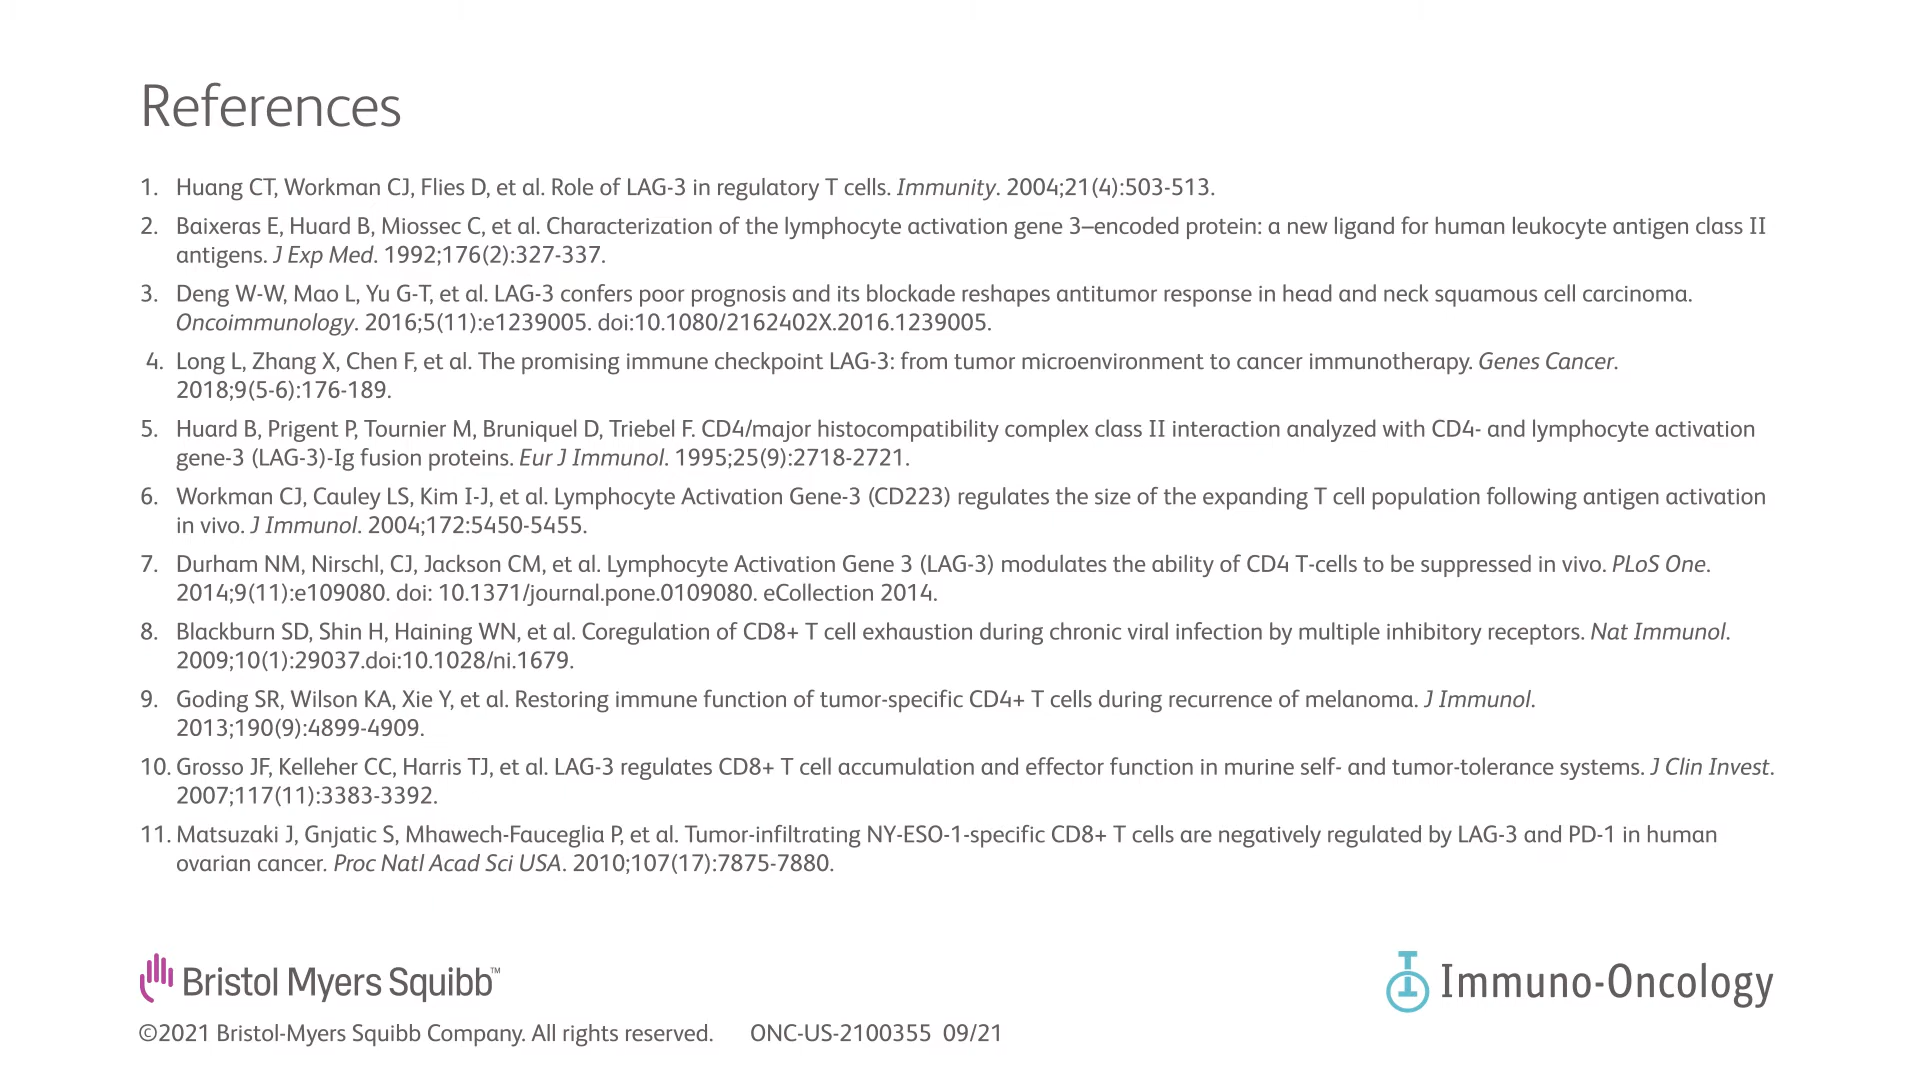 References
1. Huang CT, Workman CJ, Flies D, et al. Role of LAG-3 in regulatory T cells. Immunity. 2004;21(4):503-513.
2. Baixeras E, Huard B, Miossec C, et al. Characterization of the lymphocyte activation gene 3–encoded protein: a new ligand for human leukocyte antigen class II
antigens. J Exp Med. 1992;176(2):327-337.
3. Deng W-W, Mao L, Yu G-T, et al. LAG-3 confers poor prognosis and its blockade reshapes antitumor response in head and neck squamous cell carcinoma.
Oncoimmunology. 2016;5(11):e1239005. doi:10.1080/2162402X.2016.1239005.
4. Long L, Zhang X, Chen F, et al. The promising immune checkpoint LAG-3: from tumor microenvironment to cancer immunotherapy. Genes Cancer.
2018;9(5-6):176-189.
5. Huard B, Prigent P, Tournier M, Bruniquel D, Triebel F. CD4/major histocompatibility complex class II interaction analyzed with CD4- and lymphocyte activation
gene-3 (LAG-3)-Ig fusion proteins. Eur J Immunol. 1995;25(9):2718-2721.
6. Workman CJ, Cauley LS, Kim I-J, et al. Lymphocyte Activation Gene-3 (CD223) regulates the size of the expanding T cell population following antigen activation
in vivo. J Immunol. 2004;172:5450-5455.
7. Durham NM, Nirschl, CJ, Jackson CM, et al. Lymphocyte Activation Gene 3 (LAG-3) modulates the ability of CD4 T-cells to be suppressed in vivo. PLoS One.
2014;9(11):e109080. doi: 10.1371/journal.pone.0109080. eCollection 2014.
8. Blackburn SD, Shin H, Haining WN, et al. Coregulation of CD8+ T cell exhaustion during chronic viral infection by multiple inhibitory receptors. Nat Immunol.
2009;10(1):29037.doi:10.1028/ni.1679.
9. Goding SR, Wilson KA, Xie Y, et al. Restoring immune function of tumor-specific CD4+ T cells during recurrence of melanoma. J Immunol.
2013;190(9):4899-4909.
10. Grosso JF, Kelleher CC, Harris TJ, et al. LAG-3 regulates CD8+ T cell accumulation and effector function in murine self- and tumor-tolerance systems. J Clin Invest.
2007;117(11):3383-3392.
11. Matsuzaki J, Gnjatic S, Mhawech-Fauceglia P, et al. Tumor-infiltrating NY-ESO-1-specific CD8+ T cells are negatively regulated by LAG-3 and PD-1 in human
ovarian cancer. Proc Natl Acad Sci USA. 2010;107(17):7875-7880.
Bristol Myers Squibb™
Immuno-Oncology
©2021 Bristol-Myers Squibb Company. All rights reserved. ONC-US-2100355 09/21